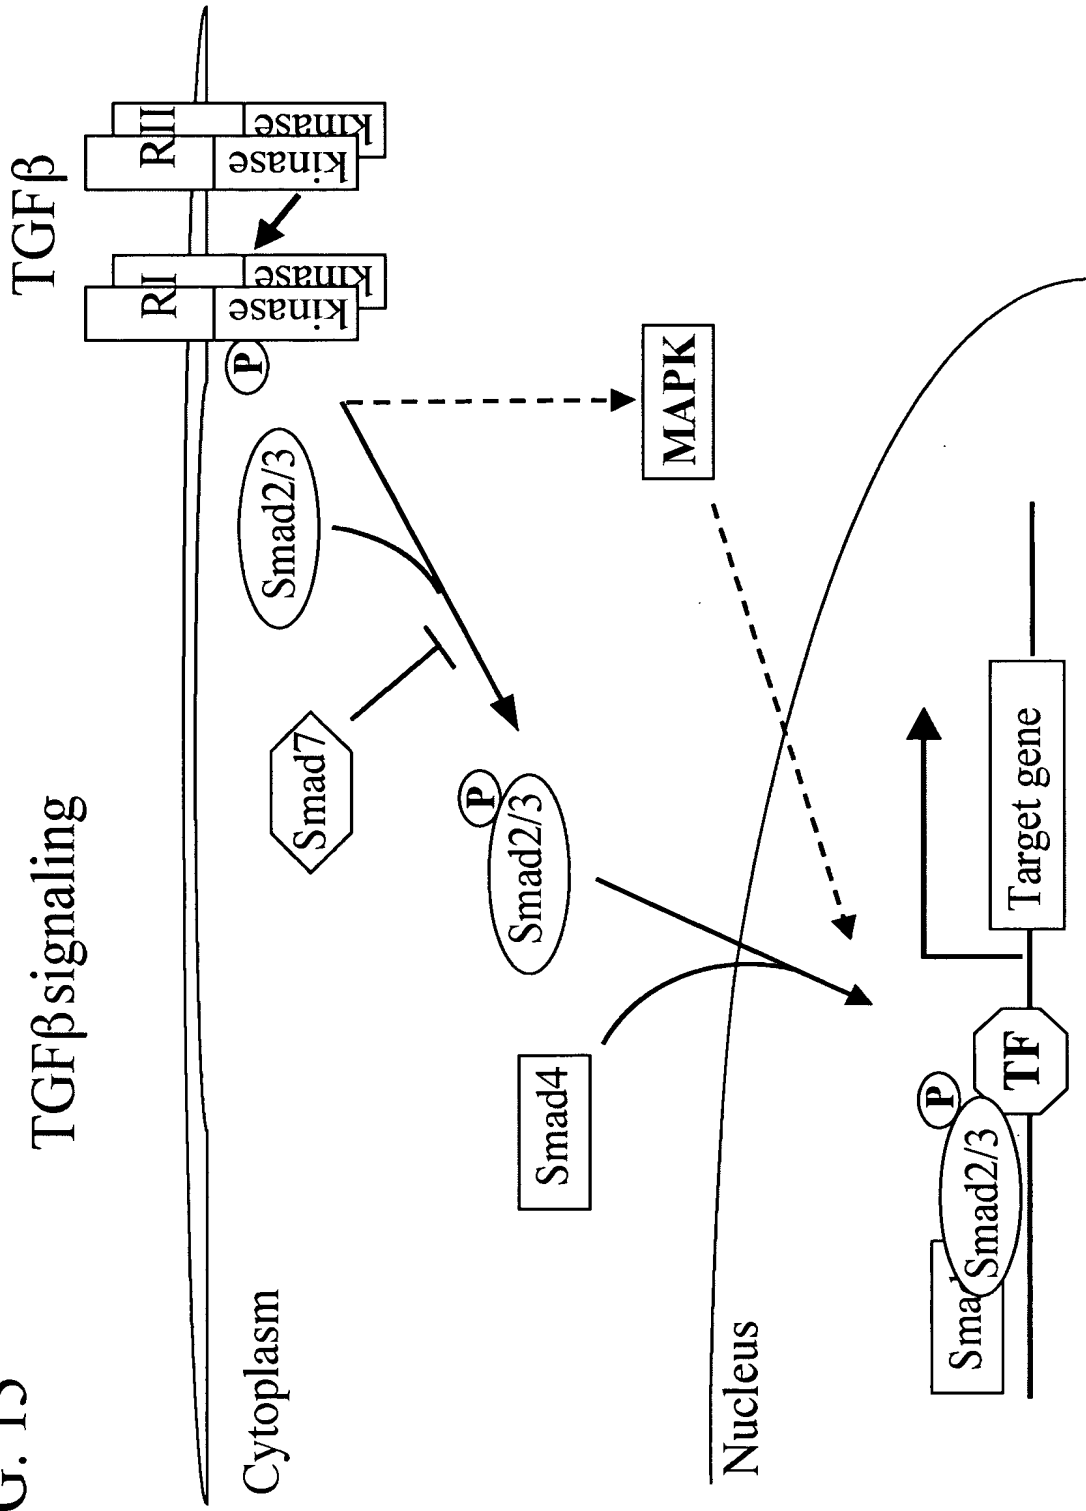 G. 15
TGFβ signaling
TGFβ
RI
RII
kinase
kinase
kinase
kinase
P
Cytoplasm
Smad2/3
Smad7
P
Smad2/3
MAPK
Smad4
Nucleus
P
Smad2/3
Sma
TF
Target gene